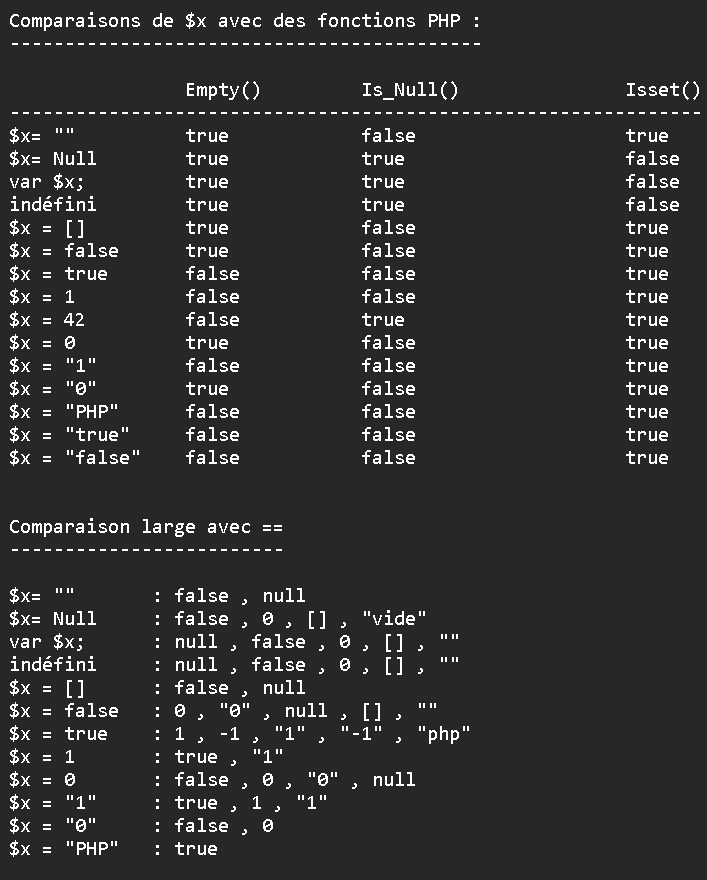 Comparaisons de $x avec des fonctions PHP :
-------------------------------------------
                Empty()         Is_Null()               Isset()
---------------------------------------------------------------
$x= ""          true            false                   true
$x= Null        true            true                    false
var $x;         true            true                    false
indéfini        true            true                    false
$x = []         true            false                   true
$x = false      true            false                   true
$x = true       false           false                   true
$x = 1          false           false                   true
$x = 42         false           true                    true
$x = 0          true            false                   true
$x = "1"        false           false                   true
$x = "0"        true            false                   true
$x = "PHP"      false           false                   true
$x = "true"     false           false                   true
$x = "false"    false           false                   true
Comparaison large avec ==
-------------------------
$x= ""       : false , null
$x= Null     : false , 0 , [] , "vide"
var $x;      : null , false , 0 , [] , ""
indéfini     : null , false , 0 , [] , ""
$x = []      : false , null
$x = false   : 0 , "0" , null , [] , ""
$x = true    : 1 , -1 , "1" , "-1" , "php"
$x = 1       : true , "1"
$x = 0       : false , 0 , "0" , null
$x = "1"     : true , 1 , "1"
$x = "0"     : false , 0
$x = "PHP"   : true